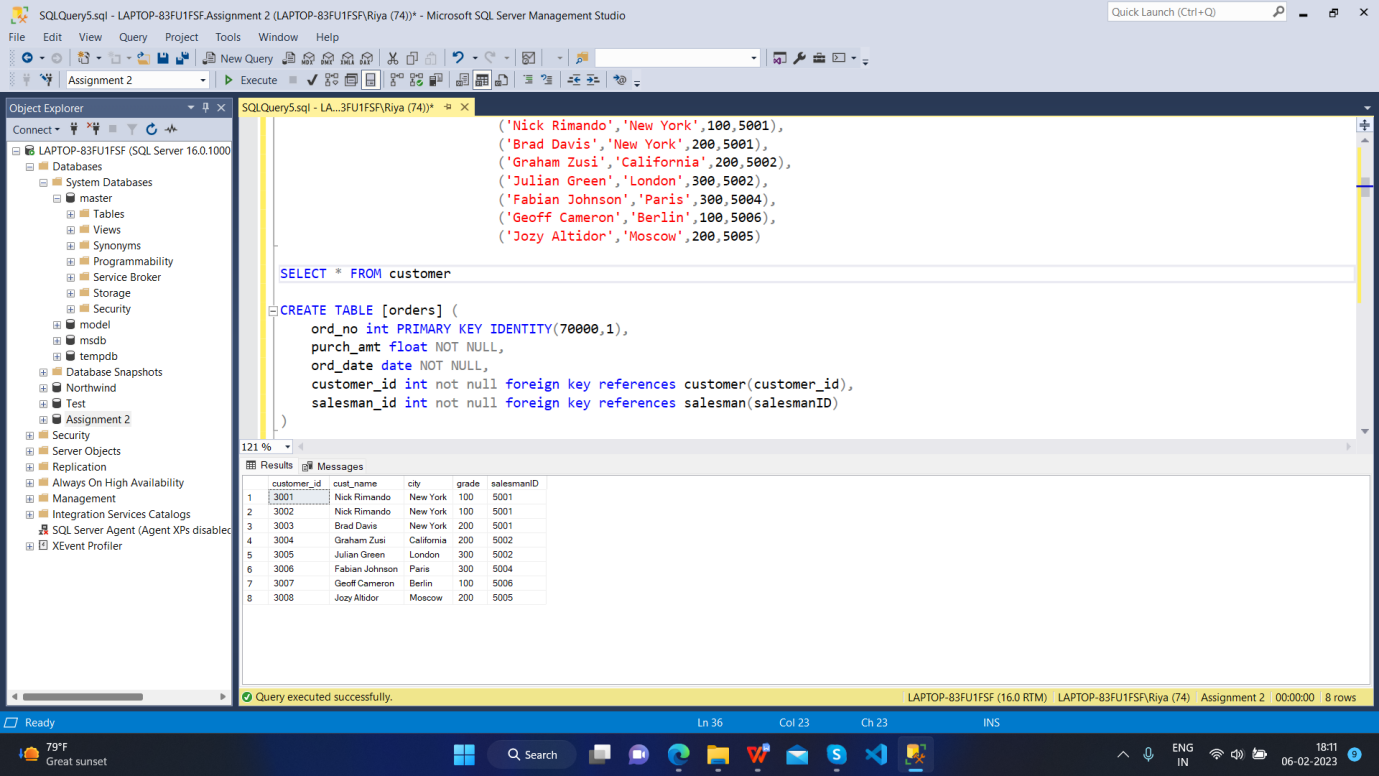 SQLQuery5.sql - LAPTOP-83FU1FSF.Assignment 2 (LAPTOP-83FU1FSF\Riya (74))* - Microsoft SQL Server Management Studio
Quick Launch (Ctrl+Q)
File Edit View Query Project Tools Window Help
New Query
Assignment 2
Execute
Object Explorer
Connect
LAPTOP-83FU1FSF (SQL Server 16.0.1000
Databases
System Databases
master
Tables
Views
Synonyms
Programmability
Service Broker
Storage
Security
model
msdb
tempdb
Database Snapshots
Northwind
Test
Assignment 2
Security
Server Objects
Replication
Always On High Availability
Management
Integration Services Catalogs
SQL Server Agent (Agent XPs disabled
XEvent Profiler
SQLQuery5.sql - LA...3FU1FSF\Riya (74))*
('Nick Rimando','New York',100,5001),
('Brad Davis','New York',200,5001),
('Graham Zusi','California',200,5002),
('Julian Green','London',300,5002),
('Fabian Johnson','Paris',300,5004),
('Geoff Cameron','Berlin',100,5006),
('Jozy Altidor','Moscow',200,5005)
SELECT * FROM customer
CREATE TABLE [orders] (
ord_no int PRIMARY KEY IDENTITY(70000,1),
purch_amt float NOT NULL,
ord_date date NOT NULL,
customer_id int not null foreign key references customer(customer_id),
salesman_id int not null foreign key references salesman(salesmanID)
)
121 %
Results Messages
customer_id cust_name city grade salesmanID
1 3001 Nick Rimando New York 100 5001
2 3002 Nick Rimando New York 100 5001
3 3003 Brad Davis New York 200 5001
4 3004 Graham Zusi California 200 5002
5 3005 Julian Green London 300 5002
6 3006 Fabian Johnson Paris 300 5004
7 3007 Geoff Cameron Berlin 100 5006
8 3008 Jozy Altidor Moscow 200 5005
Query executed successfully.
LAPTOP-83FU1FSF (16.0 RTM) LAPTOP-83FU1FSF\Riya (74) Assignment 2 00:00:00 8 rows
Ready Ln 36 Col 23 Ch 23 INS
79°F
Great sunset
Search
ENG
IN
18:11
06-02-2023
9